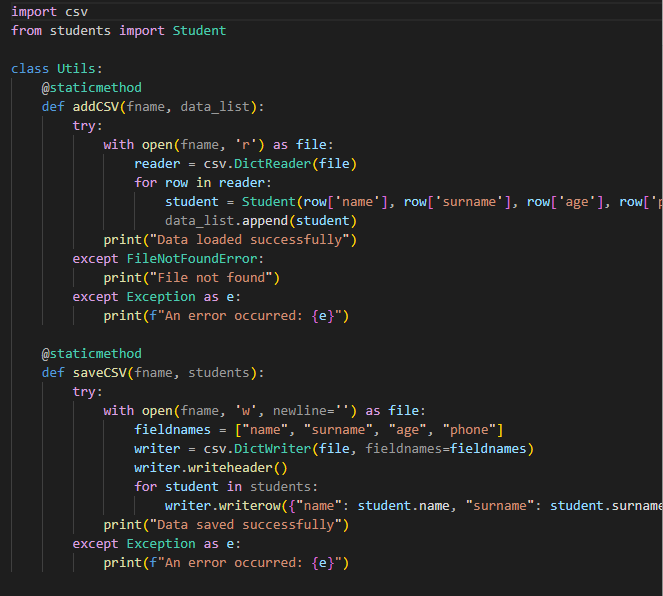 import csv
from students import Student
class Utils:
@staticmethod
def addCSV(fname, data_list):
try:
with open(fname, 'r') as file:
reader = csv.DictReader(file)
for row in reader:
student = Student(row['name'], row['surname'], row['age'], row['p
data_list.append(student)
print("Data loaded successfully")
except FileNotFoundError:
print("File not found")
except Exception as e:
print(f"An error occurred: {e}")
@staticmethod
def saveCSV(fname, students):
try:
with open(fname, 'w', newline='') as file:
fieldnames = ["name", "surname", "age", "phone"]
writer = csv.DictWriter(file, fieldnames=fieldnames)
writer.writeheader()
for student in students:
writer.writerow({"name": student.name, "surname": student.surname
print("Data saved successfully")
except Exception as e:
print(f"An error occurred: {e}")